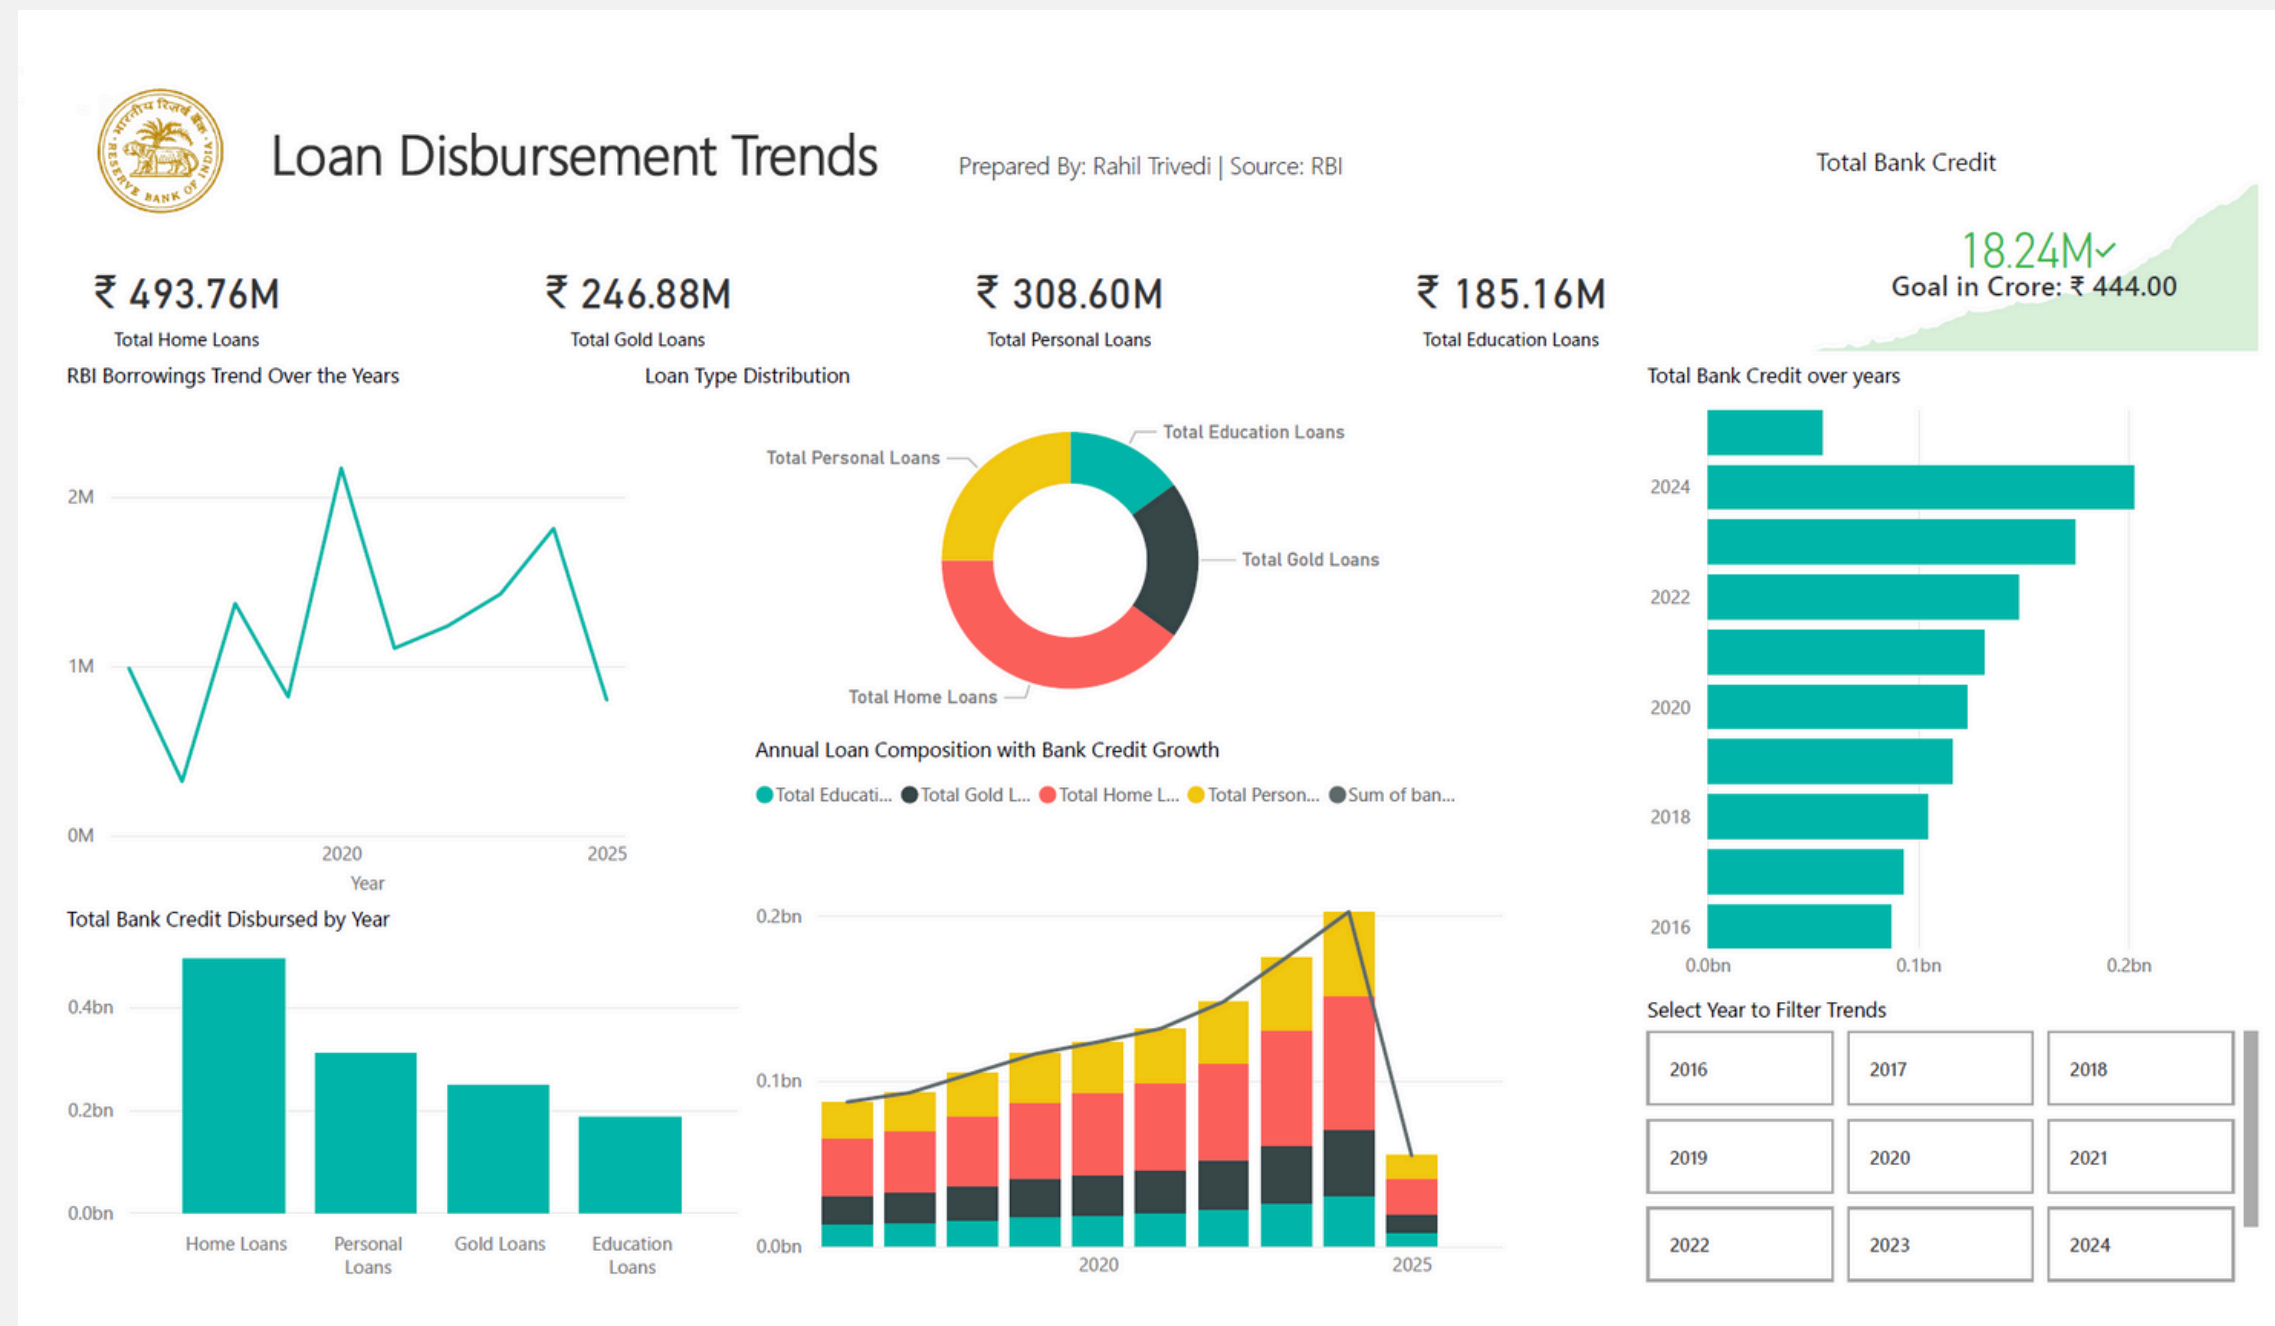 भारतीय रिज़र्व बैंक
RESERVE BANK OF INDIA
Loan Disbursement Trends
Prepared By: Rahil Trivedi | Source: RBI
Total Bank Credit
18.24M✓
Goal in Crore: ₹ 444.00
₹ 493.76M
Total Home Loans
₹ 246.88M
Total Gold Loans
₹ 308.60M
Total Personal Loans
₹ 185.16M
Total Education Loans
RBI Borrowings Trend Over the Years
2M
1M
0M
2020
2025
Year
Loan Type Distribution
Total Education Loans
Total Personal Loans
Total Gold Loans
Total Home Loans
Total Bank Credit over years
2024
2022
2020
2018
2016
0.0bn
0.1bn
0.2bn
Total Bank Credit Disbursed by Year
0.4bn
0.2bn
0.0bn
Home Loans
Personal
Loans
Gold Loans
Education
Loans
Annual Loan Composition with Bank Credit Growth
Total Educati...
Total Gold L...
Total Home L...
Total Person...
Sum of ban...
0.2bn
0.1bn
0.0bn
2020
2025
Select Year to Filter Trends
2016
2017
2018
2019
2020
2021
2022
2023
2024